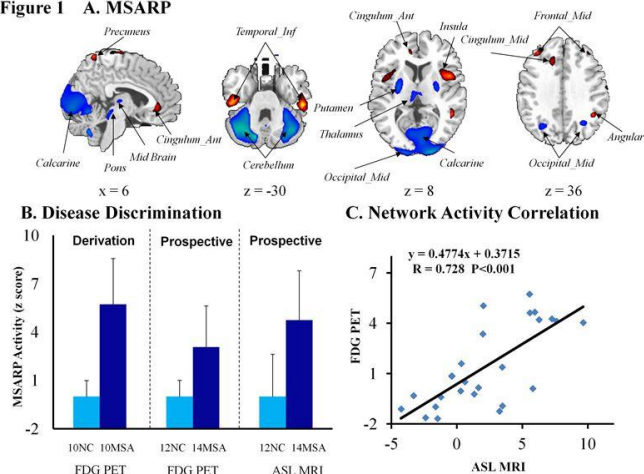 Figure 1 A. MSARP
Precuneus
Temporal_Inf
Cingulum_Ant
Insula
Cingulum_Mid
Frontal_Mid
Putamen
Thalamus
Calcarine
Pons
Mid Brain
Cingulum_Ant
Cerebellum
Occipital_Mid
Calcarine
Occipital_Mid
Angular
x = 6
z = -30
z = 8
z = 36
B. Disease Discrimination
MSARP Activity (z score)
10
7
4
1
-2
Derivation
Prospective
Prospective
10NC 10MSA
12NC 14MSA
12NC 14MSA
FDG PET
FDG PET
ASL MRI
C. Network Activity Correlation
y = 0.4774x + 0.3715
R = 0.728 P<0.001
FDG PET
7
4
1
-2
-5
0
5
10
ASL MRI